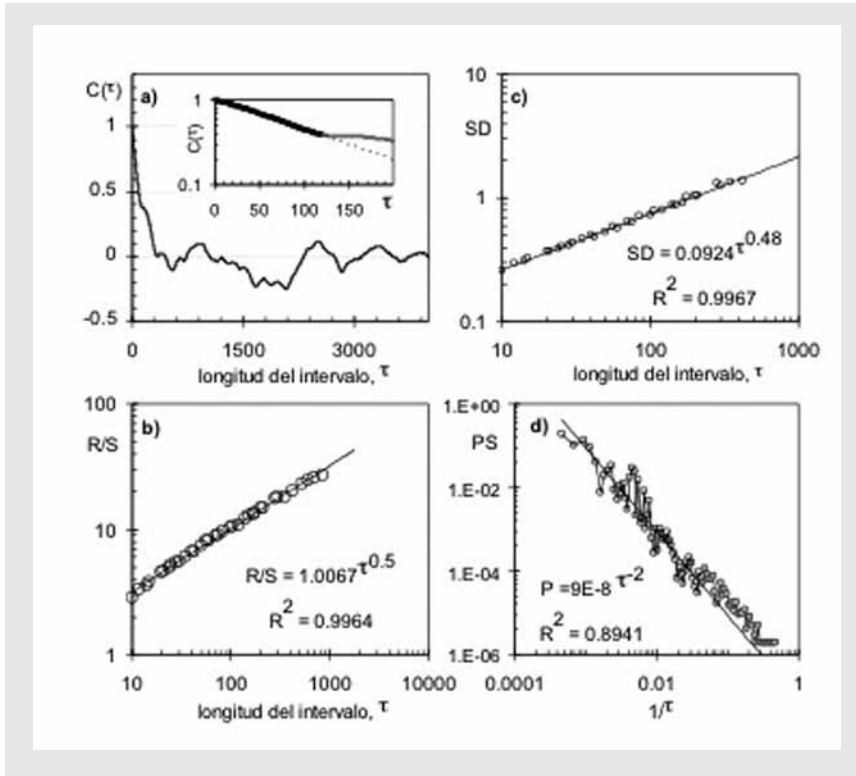 C(τ)
a)
1
0.5
0
-0.5
0 1500 3000
longitud del intervalo, τ
C(τ)
1
0.1
0 50 100 150
τ
c)
SD
10
1
0.1
SD = 0.0924τ^0.48
R^2 = 0.9967
10 100 1000
longitud del intervalo, τ
b)
R/S
100
10
1
R/S = 1.0067τ^0.5
R^2 = 0.9964
10 100 1000 10000
longitud del intervalo, τ
d)
PS
1.E+00
1.E-02
1.E-04
1.E-06
P =9E-8 τ^-2
R^2 = 0.8941
0.0001 0.01 1
1/τ